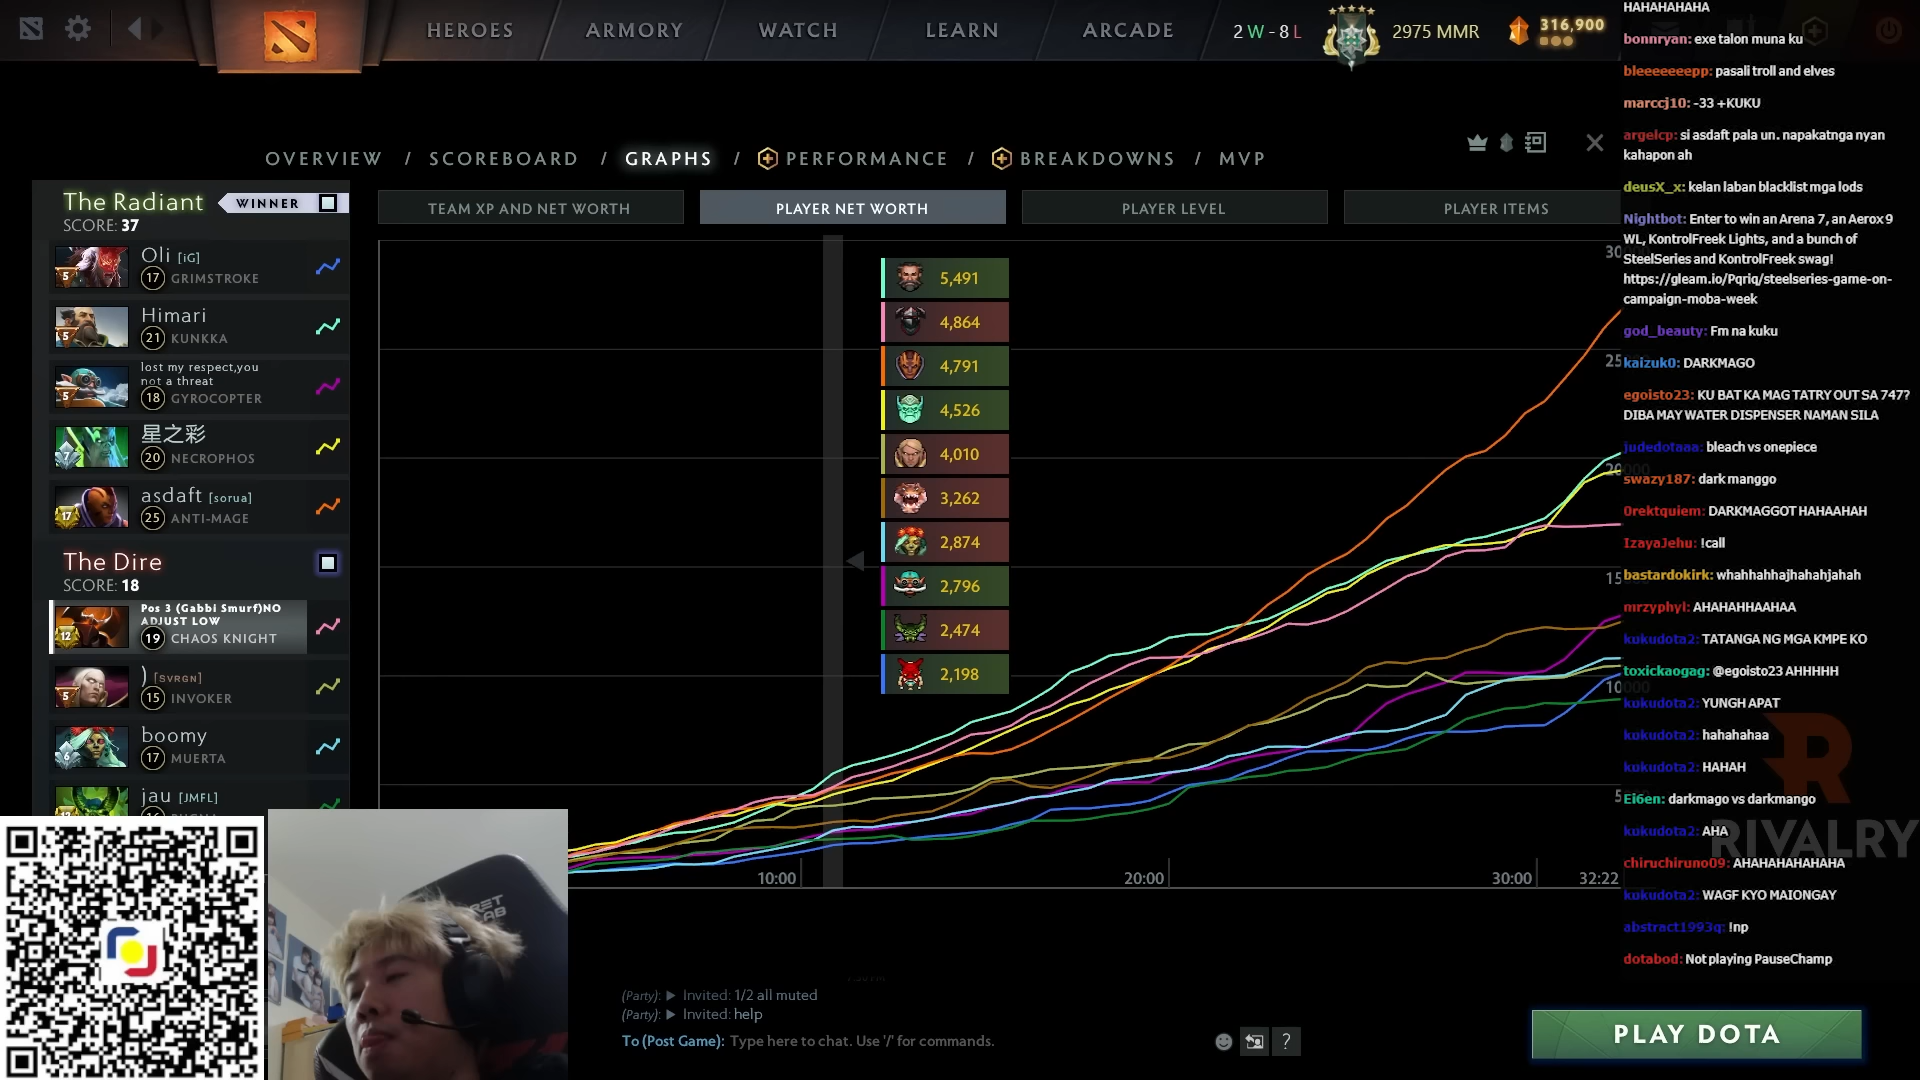 HEROES
ARMORY
WATCH
LEARN
ARCADE
2 W - 8 L
2975 MMR
316,900
OVERVIEW / SCOREBOARD / GRAPHS / PERFORMANCE / BREAKDOWNS / MVP
TEAM XP AND NET WORTH
PLAYER NET WORTH
PLAYER LEVEL
PLAYER ITEMS
The Radiant
WINNER
SCORE: 37
5
Oli [iG]
17 GRIMSTROKE
5
Himari
21 KUNKKA
5
lost my respect,you
not a threat
18 GYROCOPTER
7
星之彩
20 NECROPHOS
17
asdaft [sorua]
25 ANTI-MAGE
The Dire
SCORE: 18
12
Pos 3 (Gabbi Smurf)NO
ADJUST LOW
19 CHAOS KNIGHT
5
) [SVRGN]
15 INVOKER
6
boomy
17 MUERTA
jau [JMFL]
5,491
4,864
4,791
4,526
4,010
3,262
2,874
2,796
2,474
2,198
10000
10:00
20:00
30:00
32:22
(Party): Invited: 1/2 all muted
(Party): Invited: help
To (Post Game): Type here to chat. Use '/' for commands.
?
PLAY DOTA
HAHAHAHAHA
bonnryan: exe talon muna ku
bleeeeeeepp: pasali troll and elves
marccj10: -33 +KUKU
argelcp: si asdaft pala un. napakatnga nyan
kahapon ah
deusX_x: kelan laban blacklist mga lods
Nightbot: Enter to win an Arena 7, an Aerox 9
WL, KontrolFreek Lights, and a bunch of
SteelSeries and KontrolFreek swag!
https://gleam.io/Pqriq/steelseries-game-on-
campaign-moba-week
god_beauty: Fm na kuku
kaizuk0: DARKMAGO
egoisto23: KU BAT KA MAG TATRY OUT SA 747?
DIBA MAY WATER DISPENSER NAMAN SILA
judedotaaa: bleach vs onepiece
swazy187: dark manggo
0rektquiem: DARKMAGGOT HAHAAHAH
IzayaJehu: !call
bastardokirk: whahhahhajhahahjahah
mrzyphyl: AHAHAHHAAHAA
kukudota2: TATANGA NG MGA KMPE KO
toxickaogag: @egoisto23 AHHHHH
kukudota2: YUNGH APAT
kukudota2: hahahahaa
kukudota2: HAHAH
Ei6en: darkmago vs darkmango
kukudota2: AHA
chiruchiruno09: AHAHAHAHAHAHA
kukudota2: WAGF KYO MAIONGAY
abstract1993q: !np
dotabod: Not playing PauseChamp
RIVALRY